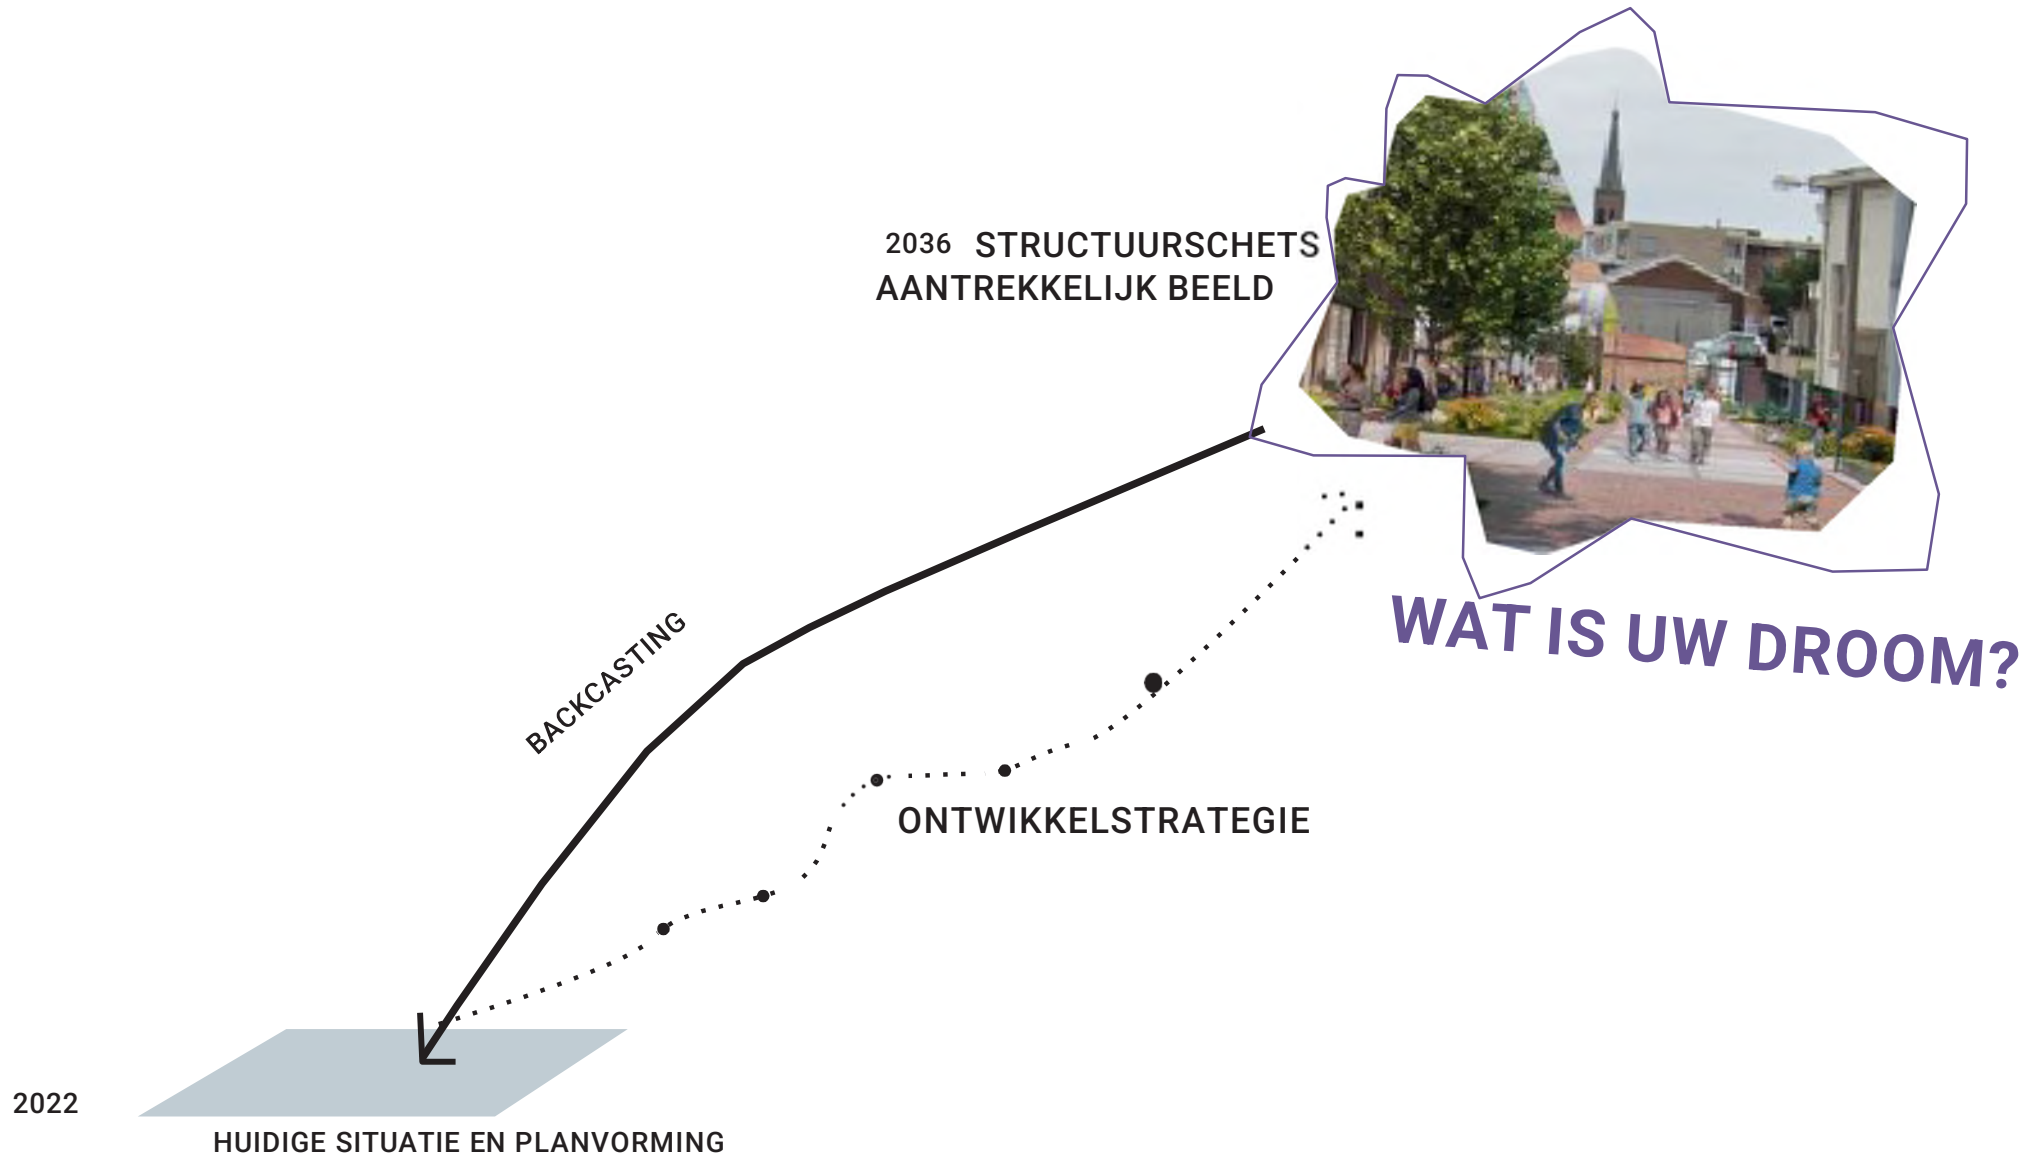 2036 STRUCTUURSCHETS
AANTREKKELIJK BEELD
WAT IS UW DROOM?
BACKCASTING
ONTWIKKELSTRATEGIE
2022
HUIDIGE SITUATIE EN PLANVORMING